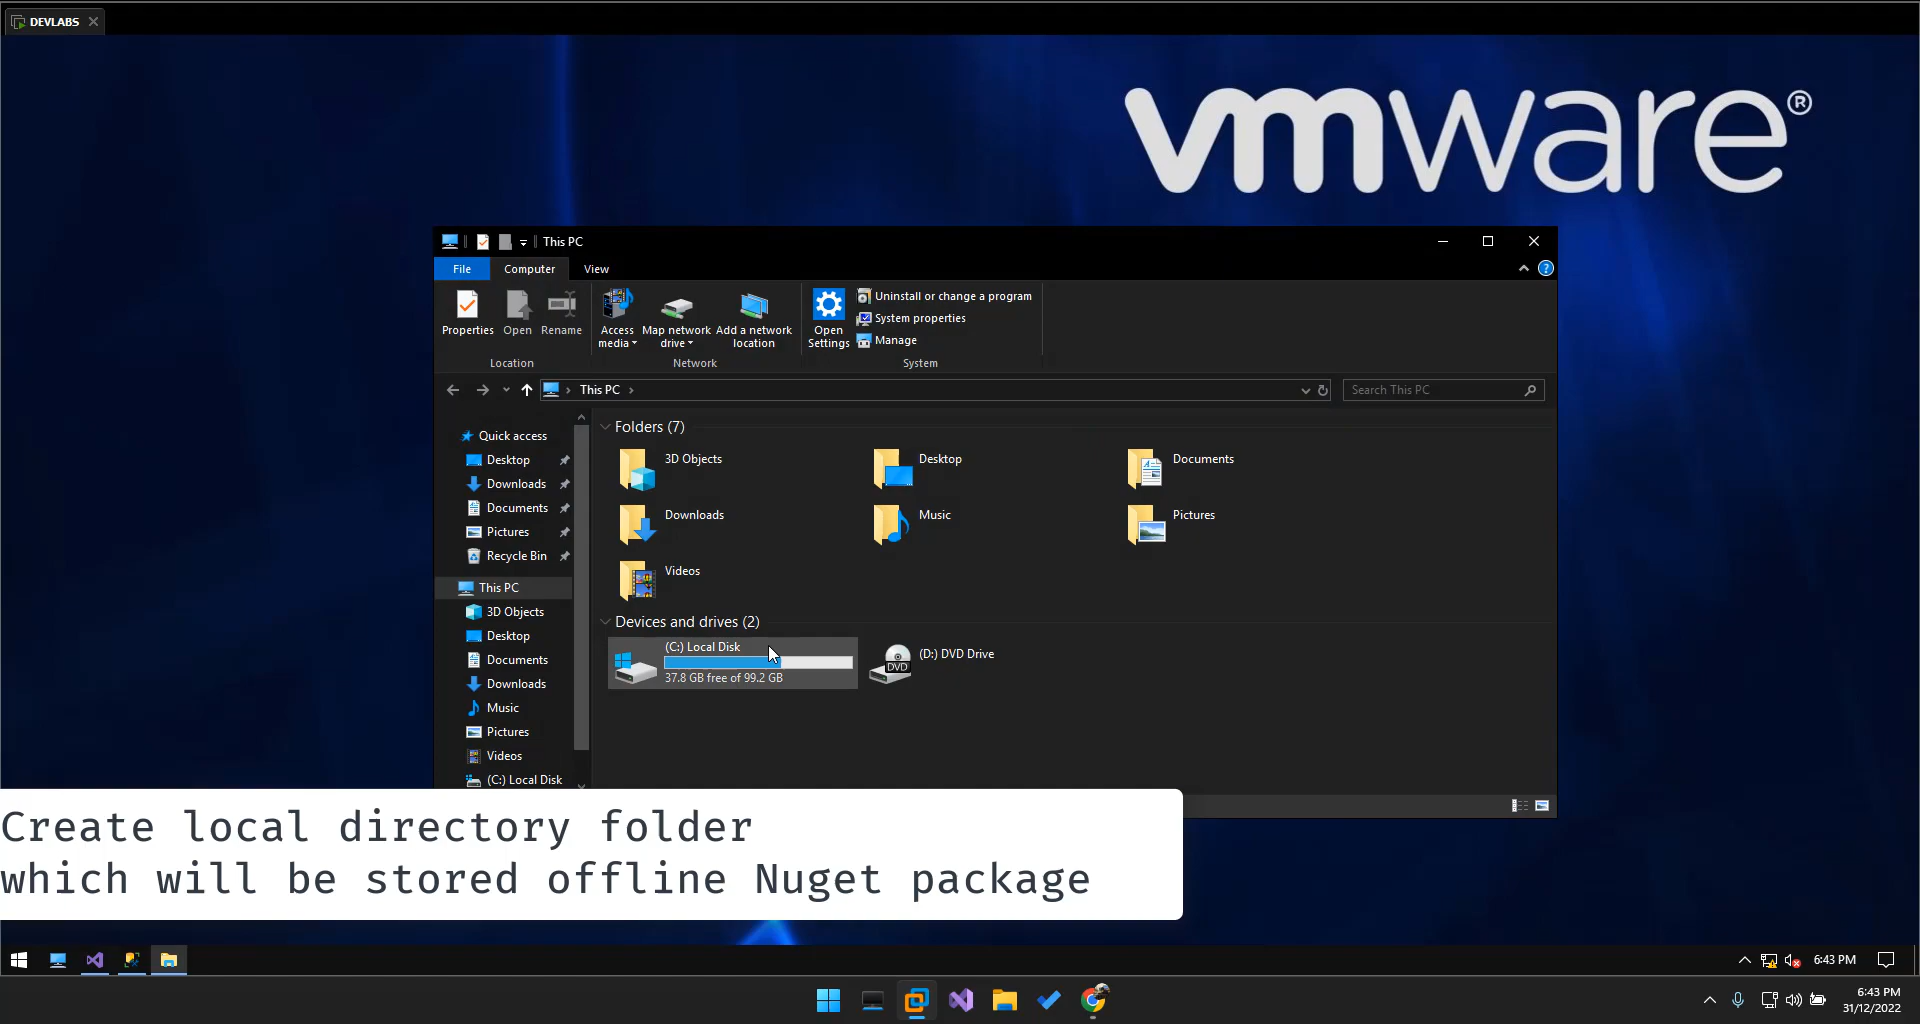 DEVLABS
vmware®
This PC
File
Computer
View
Properties
Open
Rename
Access media
Map network drive
Add a network location
Open Settings
Uninstall or change a program
System properties
Manage
Location
Network
System
This PC
Search This PC
Quick access
Desktop
Downloads
Documents
Pictures
Recycle Bin
This PC
3D Objects
Desktop
Documents
Downloads
Music
Pictures
Videos
(C:) Local Disk
Folders (7)
3D Objects
Desktop
Documents
Downloads
Music
Pictures
Videos
Devices and drives (2)
(C:) Local Disk
37.8 GB free of 99.2 GB
DVD
(D:) DVD Drive
Create local directory folder
which will be stored offline Nuget package
6:43 PM
6:43 PM
31/12/2022